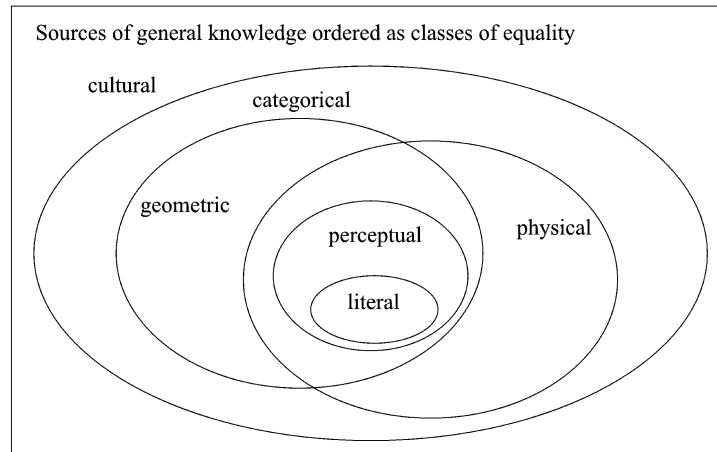 Sources of general knowledge ordered as classes of equality
cultural
categorical
geometric
perceptual
physical
literal